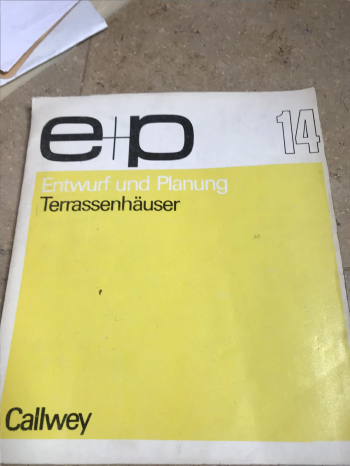 e+p 14
Entwurf und Planung
Terrassenhäuser
Callwey